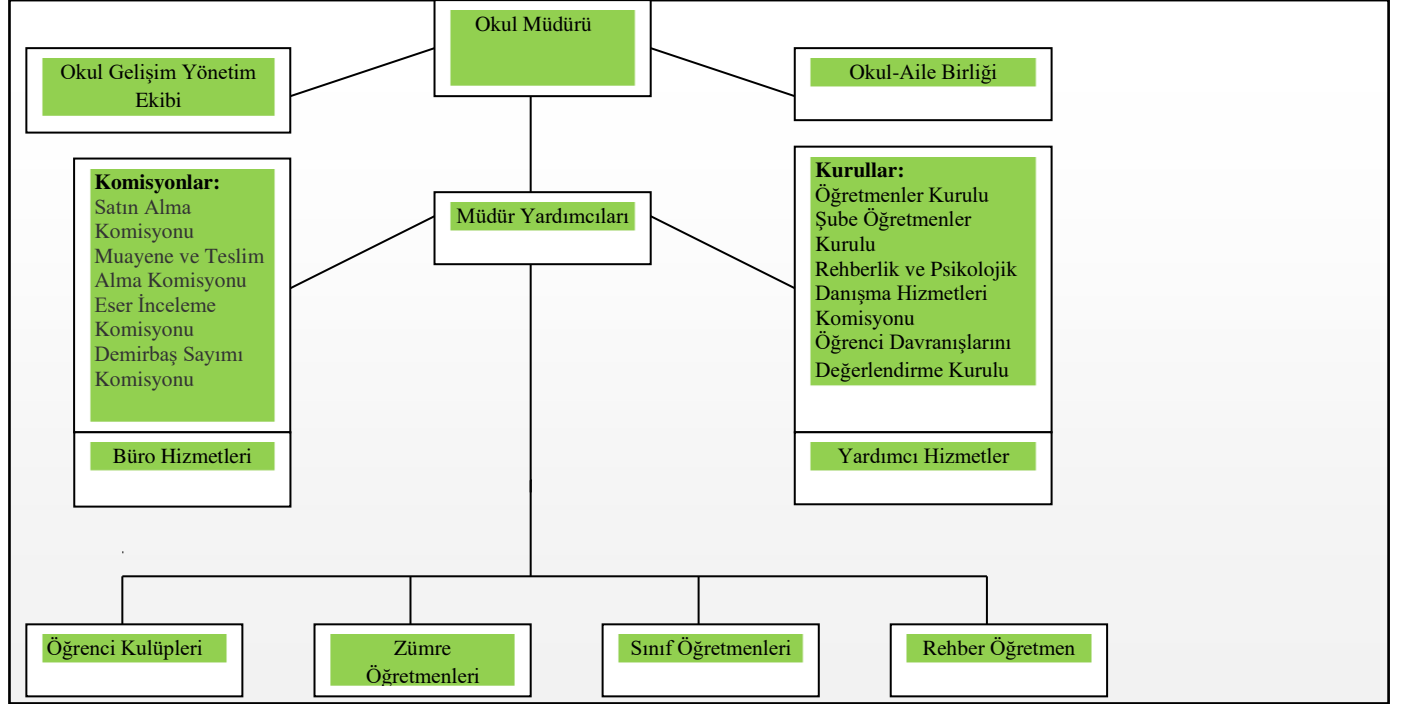 Okul Müdürü
Okul Gelişim Yönetim
Ekibi
Okul-Aile Birliği
Komisyonlar:
Satın Alma
Komisyonu
Muayene ve Teslim
Alma Komisyonu
Eser İnceleme
Komisyonu
Demirbaş Sayımı
Komisyonu
Müdür Yardımcıları
Kurullar:
Öğretmenler Kurulu
Şube Öğretmenler
Kurulu
Rehberlik ve Psikolojik
Danışma Hizmetleri
Komisyonu
Öğrenci Davranışlarını
Değerlendirme Kurulu
Büro Hizmetleri
Yardımcı Hizmetler
Öğrenci Kulüpleri
Zümre
Öğretmenleri
Sınıf Öğretmenleri
Rehber Öğretmen